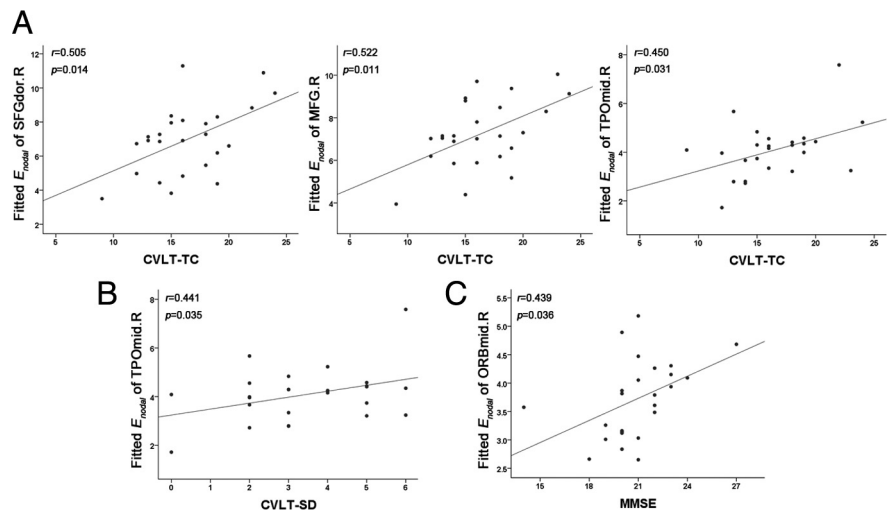 A
r=0.505
p=0.014
Fitted Enodal of SFGdor.R
12
10
8
6
4
2
5 10 15 20 25
CVLT-TC
r=0.522
p=0.011
Fitted Enodal of MFG.R
10
8
6
4
5 10 15 20 25
CVLT-TC
r=0.450
p=0.031
Fitted Enodal of TPOmid.R
8
6
4
2
5 10 15 20 25
CVLT-TC
B
r=0.441
p=0.035
Fitted Enodal of TPOmid.R
8
6
4
2
0 1 2 3 4 5 6
CVLT-SD
C
r=0.439
p=0.036
Fitted Enodal of ORBmid.R
5.5
5.0
4.5
4.0
3.5
3.0
2.5
15 18 21 24 27
MMSE